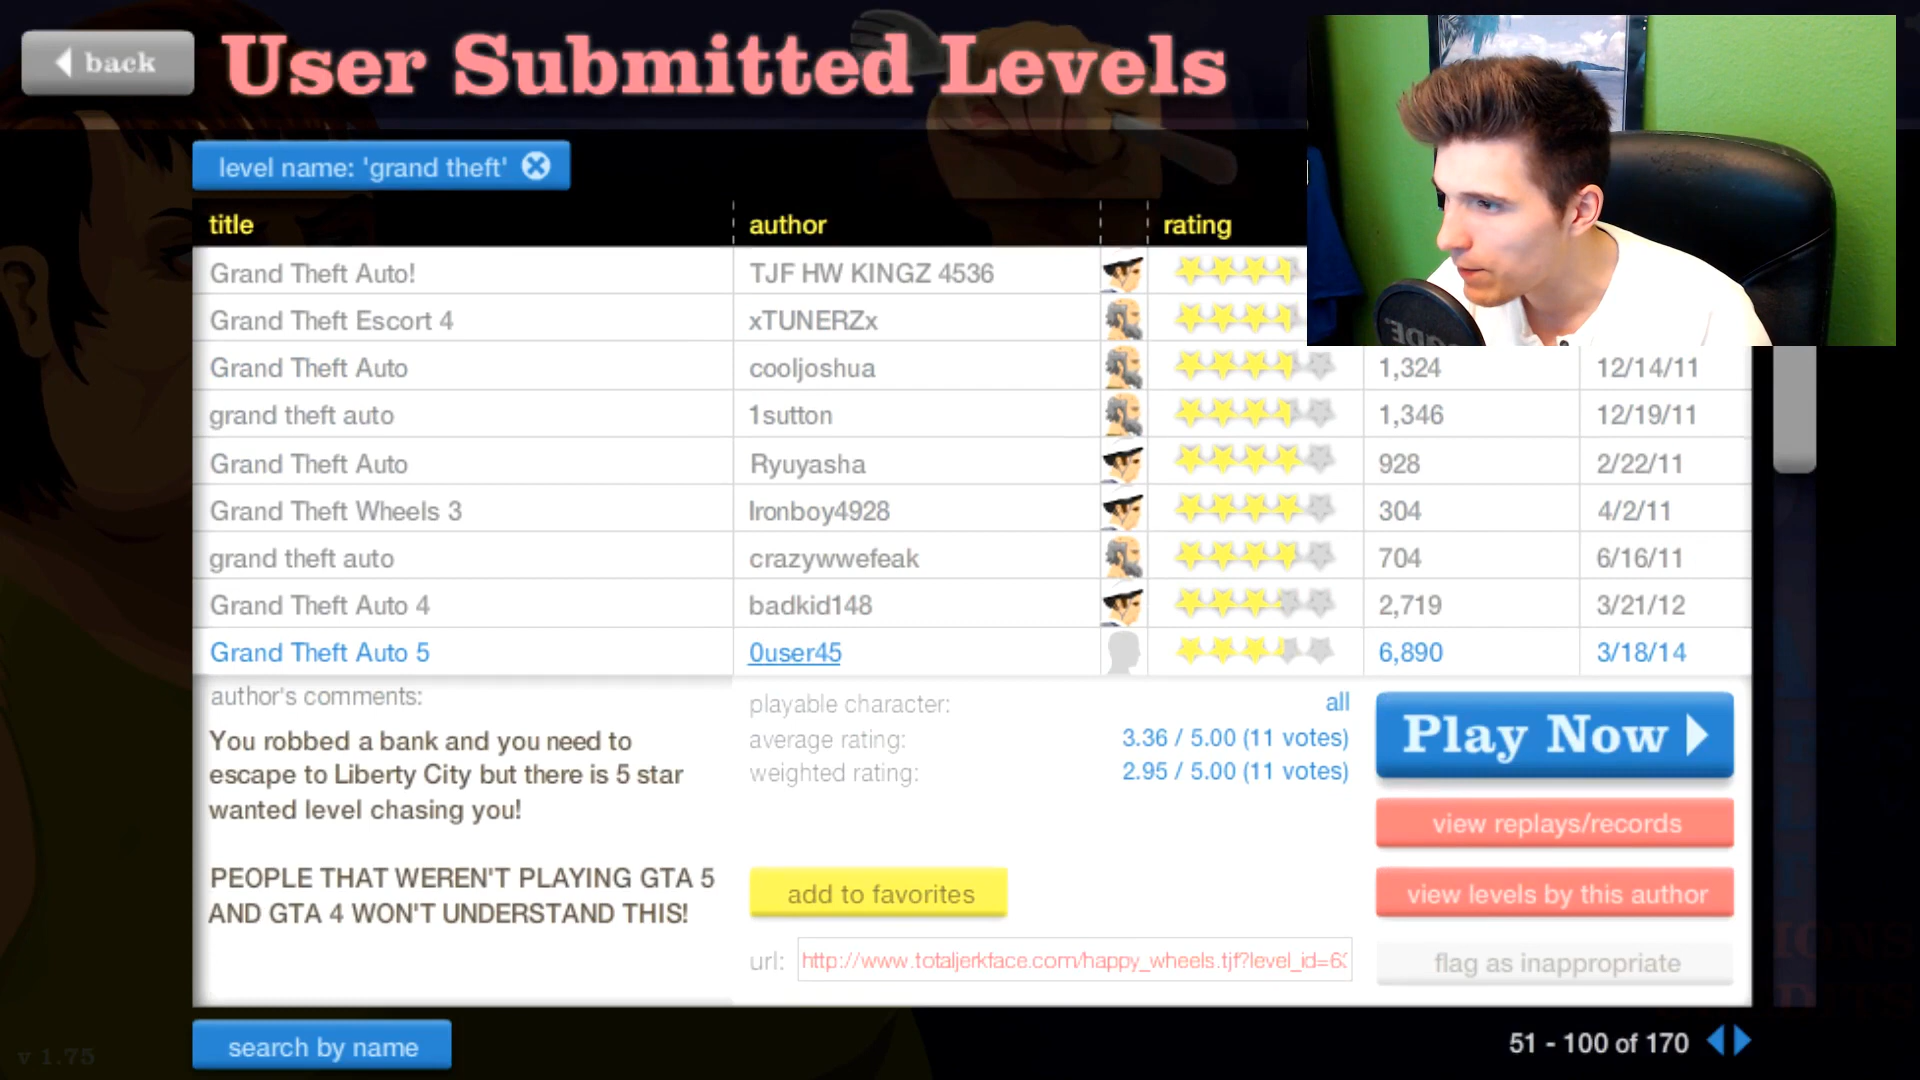 back
User Submitted Levels
level name: 'grand theft'
title author rating
Grand Theft Auto! TJF HW KINGZ 4536
Grand Theft Escort 4 xTUNERZx
Grand Theft Auto cooljoshua 1,324 12/14/11
grand theft auto 1sutton 1,346 12/19/11
Grand Theft Auto Ryuyasha 928 2/22/11
Grand Theft Wheels 3 Ironboy4928 304 4/2/11
grand theft auto crazywwefeak 704 6/16/11
Grand Theft Auto 4 badkid148 2,719 3/21/12
Grand Theft Auto 5 0user45 6,890 3/18/14
author's comments:
You robbed a bank and you need to
escape to Liberty City but there is 5 star
wanted level chasing you!
PEOPLE THAT WEREN'T PLAYING GTA 5
AND GTA 4 WON'T UNDERSTAND THIS!
playable character: all
average rating: 3.36 / 5.00 (11 votes)
weighted rating: 2.95 / 5.00 (11 votes)
add to favorites
url: http://www.totaljerkface.com/happy_wheels.tjf?level_id=6
Play Now
view replays/records
view levels by this author
flag as inappropriate
search by name
51 - 100 of 170
v 1.75